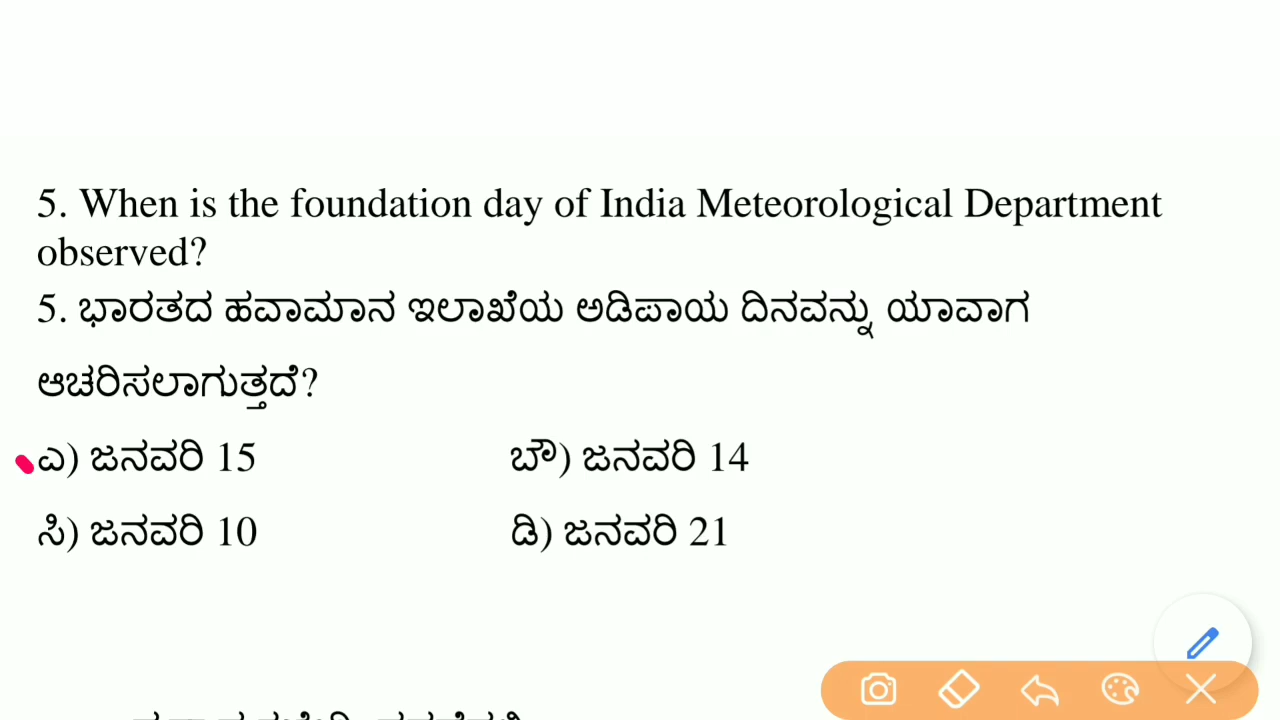 5. When is the foundation day of India Meteorological Department
observed?
5. ಭಾರತದ ಹವಾಮಾನ ಇಲಾಖೆಯ ಅಡಿಪಾಯ ದಿನವನ್ನು ಯಾವಾಗ
ಆಚರಿಸಲಾಗುತ್ತದೆ?
ಎ) ಜನವರಿ 15 ಬೌ) ಜನವರಿ 14
ಸಿ) ಜನವರಿ 10 ಡಿ) ಜನವರಿ 21